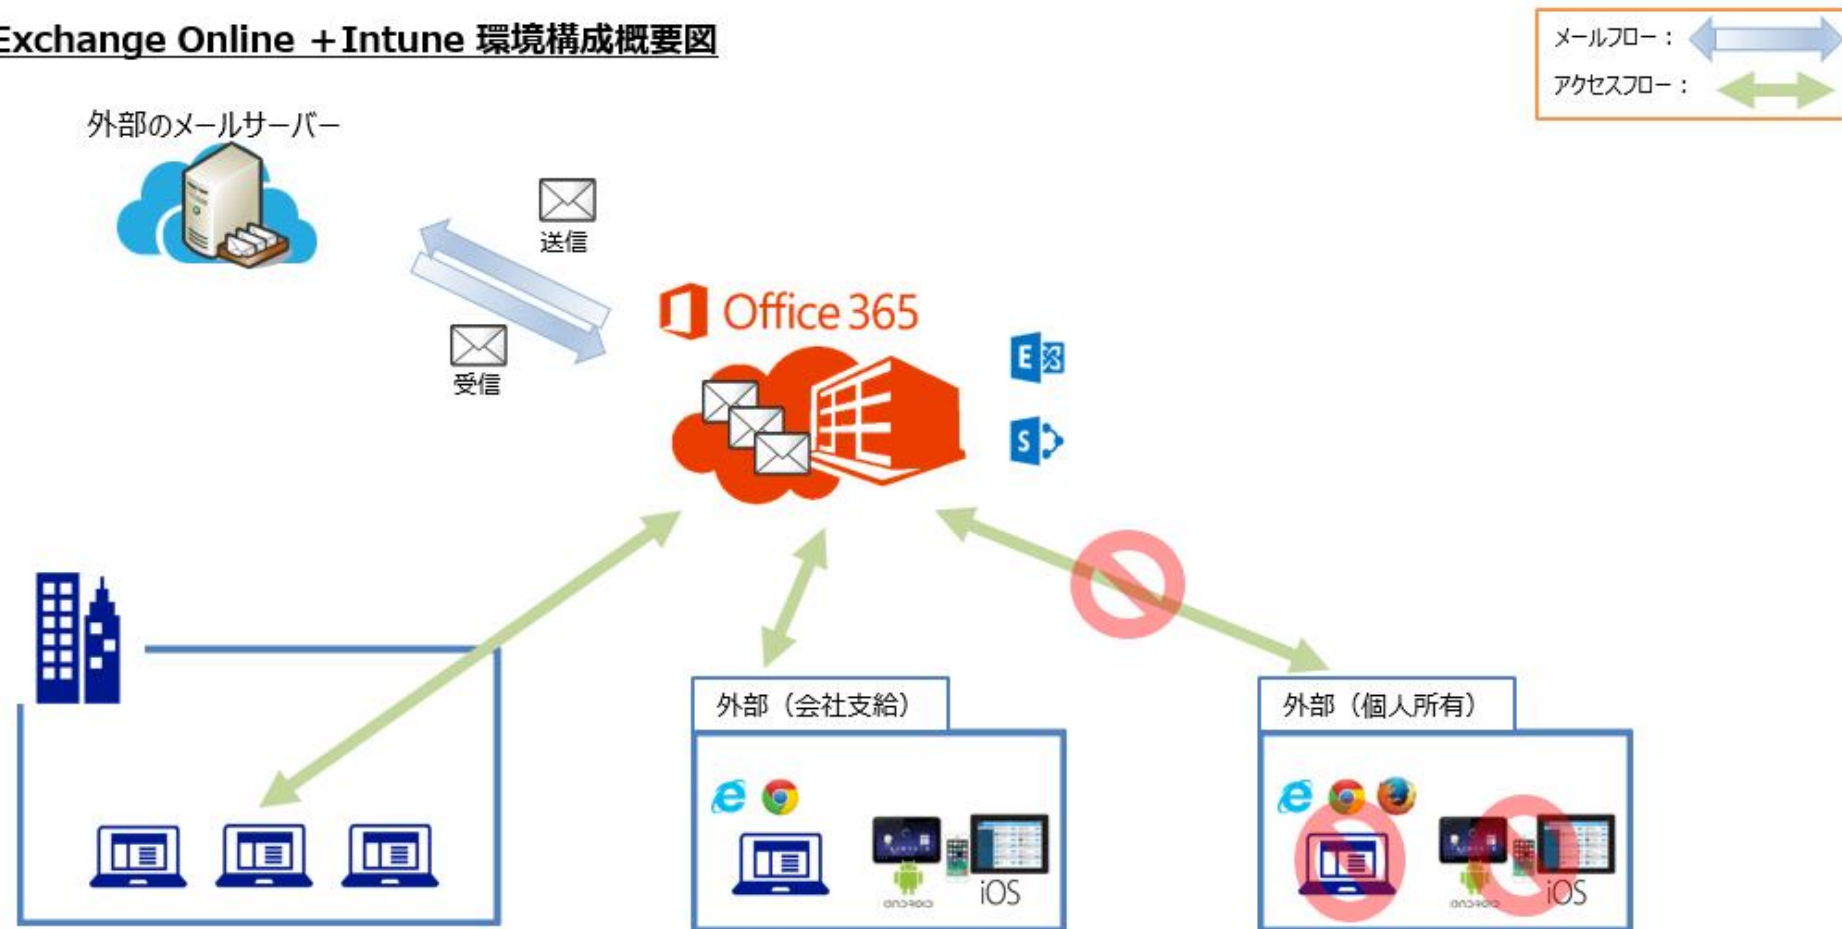 Exchange Online ＋Intune 環境構成概要図
メールフロー：
アクセスフロー：
外部のメールサーバー
送信
受信
Office 365
E
S
外部（会社支給）
外部（個人所有）
iOS
ANDROID
iOS
ANDROID